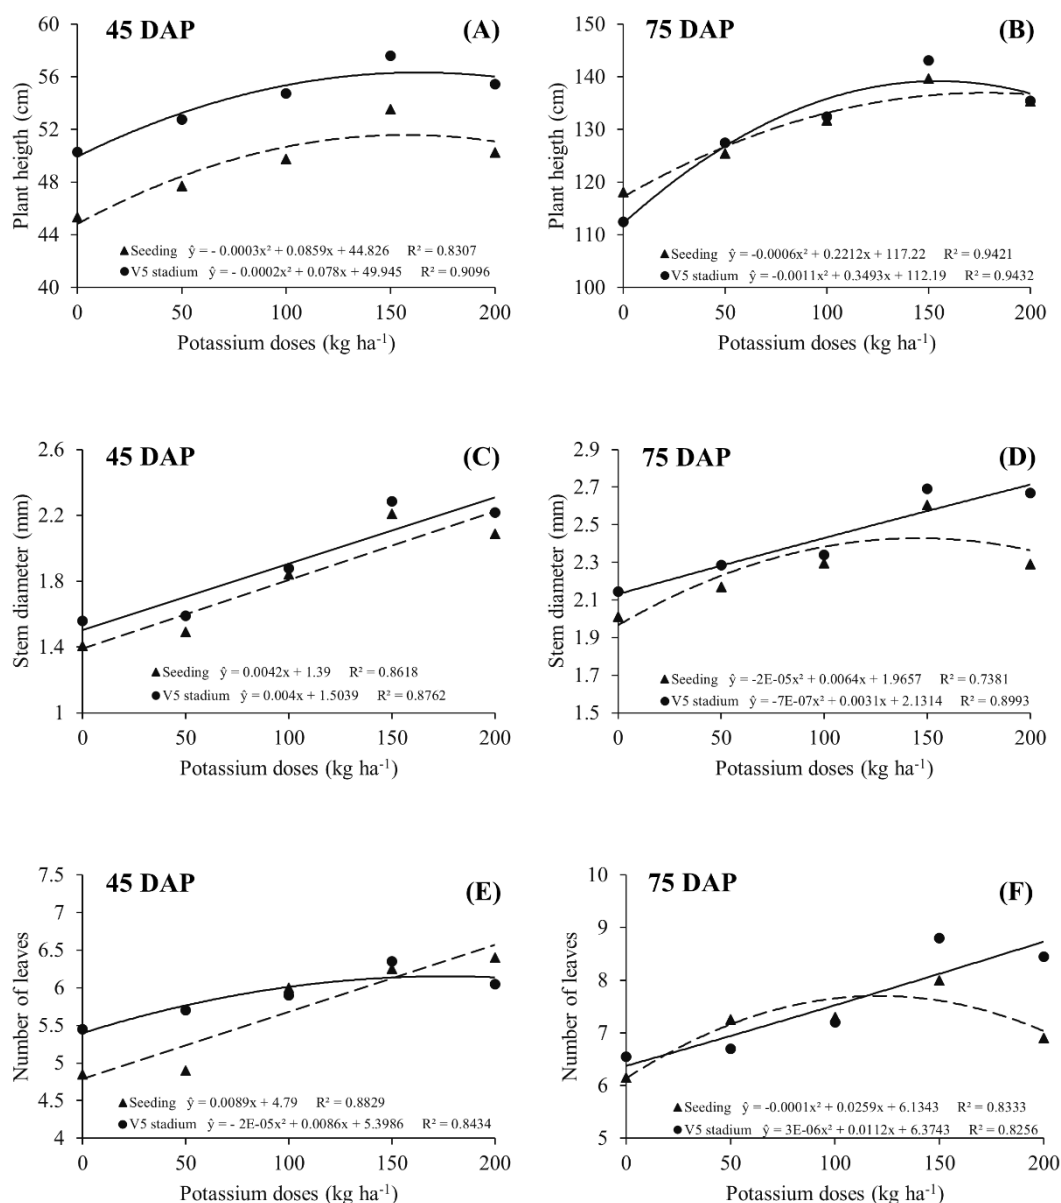 45 DAP
(A)
Plant heigth (cm)
60
56
52
48
44
40
Seeding ŷ = - 0.0003x² + 0.0859x + 44.826 R² = 0.8307
V5 stadium ŷ = - 0.0002x² + 0.078x + 49.945 R² = 0.9096
0 50 100 150 200
Potassium doses (kg ha⁻¹)
75 DAP
(B)
Plant heigth (cm)
150
140
130
120
110
100
Seeding ŷ = -0.0006x² + 0.2212x + 117.22 R² = 0.9421
V5 stadium ŷ = -0.0011x² + 0.3493x + 112.19 R² = 0.9432
0 50 100 150 200
Potassium doses (kg ha⁻¹)
45 DAP
(C)
Stem diameter (mm)
2.6
2.2
1.8
1.4
1
Seeding ŷ = 0.0042x + 1.39 R² = 0.8618
V5 stadium ŷ = 0.004x + 1.5039 R² = 0.8762
0 50 100 150 200
Potassium doses (kg ha⁻¹)
75 DAP
(D)
Stem diameter (mm)
2.9
2.7
2.5
2.3
2.1
1.9
1.7
1.5
Seeding ŷ = -2E-05x² + 0.0064x + 1.9657 R² = 0.7381
V5 stadium ŷ = -7E-07x² + 0.0031x + 2.1314 R² = 0.8993
0 50 100 150 200
Potassium doses (kg ha⁻¹)
45 DAP
(E)
Number of leaves
7.5
7
6.5
6
5.5
5
4.5
4
Seeding ŷ = 0.0089x + 4.79 R² = 0.8829
V5 stadium ŷ = - 2E-05x² + 0.0086x + 5.3986 R² = 0.8434
0 50 100 150 200
Potassium doses (kg ha⁻¹)
75 DAP
(F)
Number of leaves
10
9
8
7
6
5
Seeding ŷ = -0.0001x² + 0.0259x + 6.1343 R² = 0.8333
V5 stadium ŷ = 3E-06x² + 0.0112x + 6.3743 R² = 0.8256
0 50 100 150 200
Potassium doses (kg ha⁻¹)